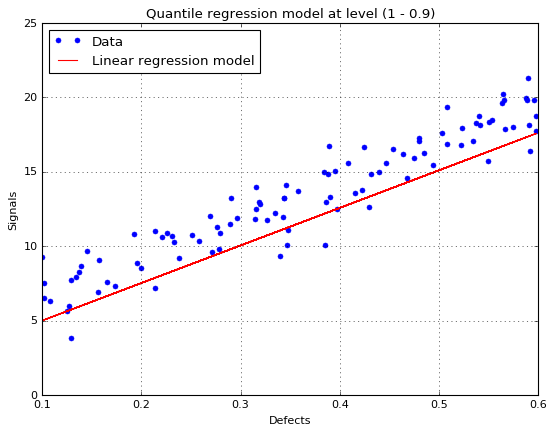 Quantile regression model at level (1 - 0.9)
Data
Linear regression model
25
20
15
10
5
0
Signals
0.1 0.2 0.3 0.4 0.5 0.6
Defects